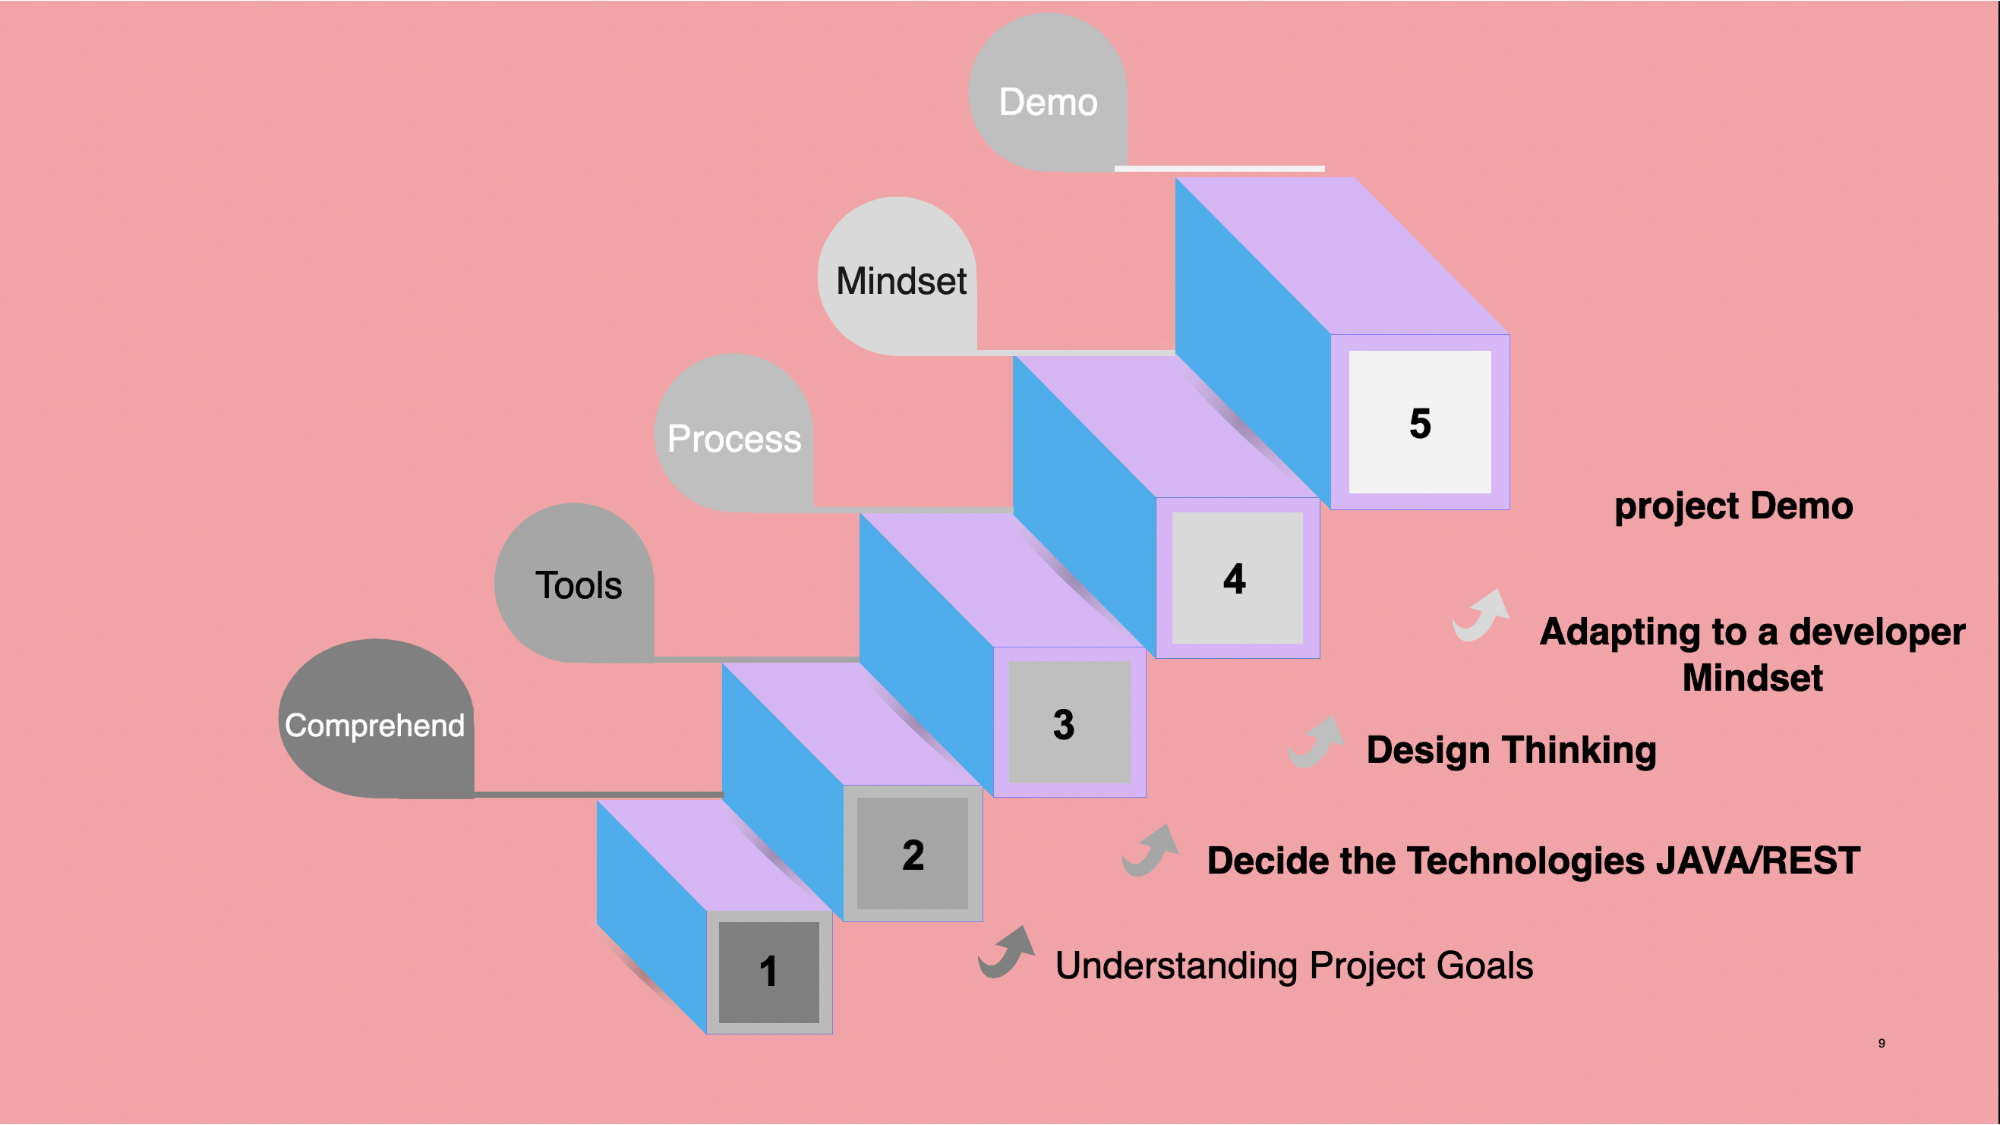 Demo
Mindset
Process
Tools
Comprehend
5
4
3
2
1
project Demo
Adapting to a developer
Mindset
Design Thinking
Decide the Technologies JAVA/REST
Understanding Project Goals
9